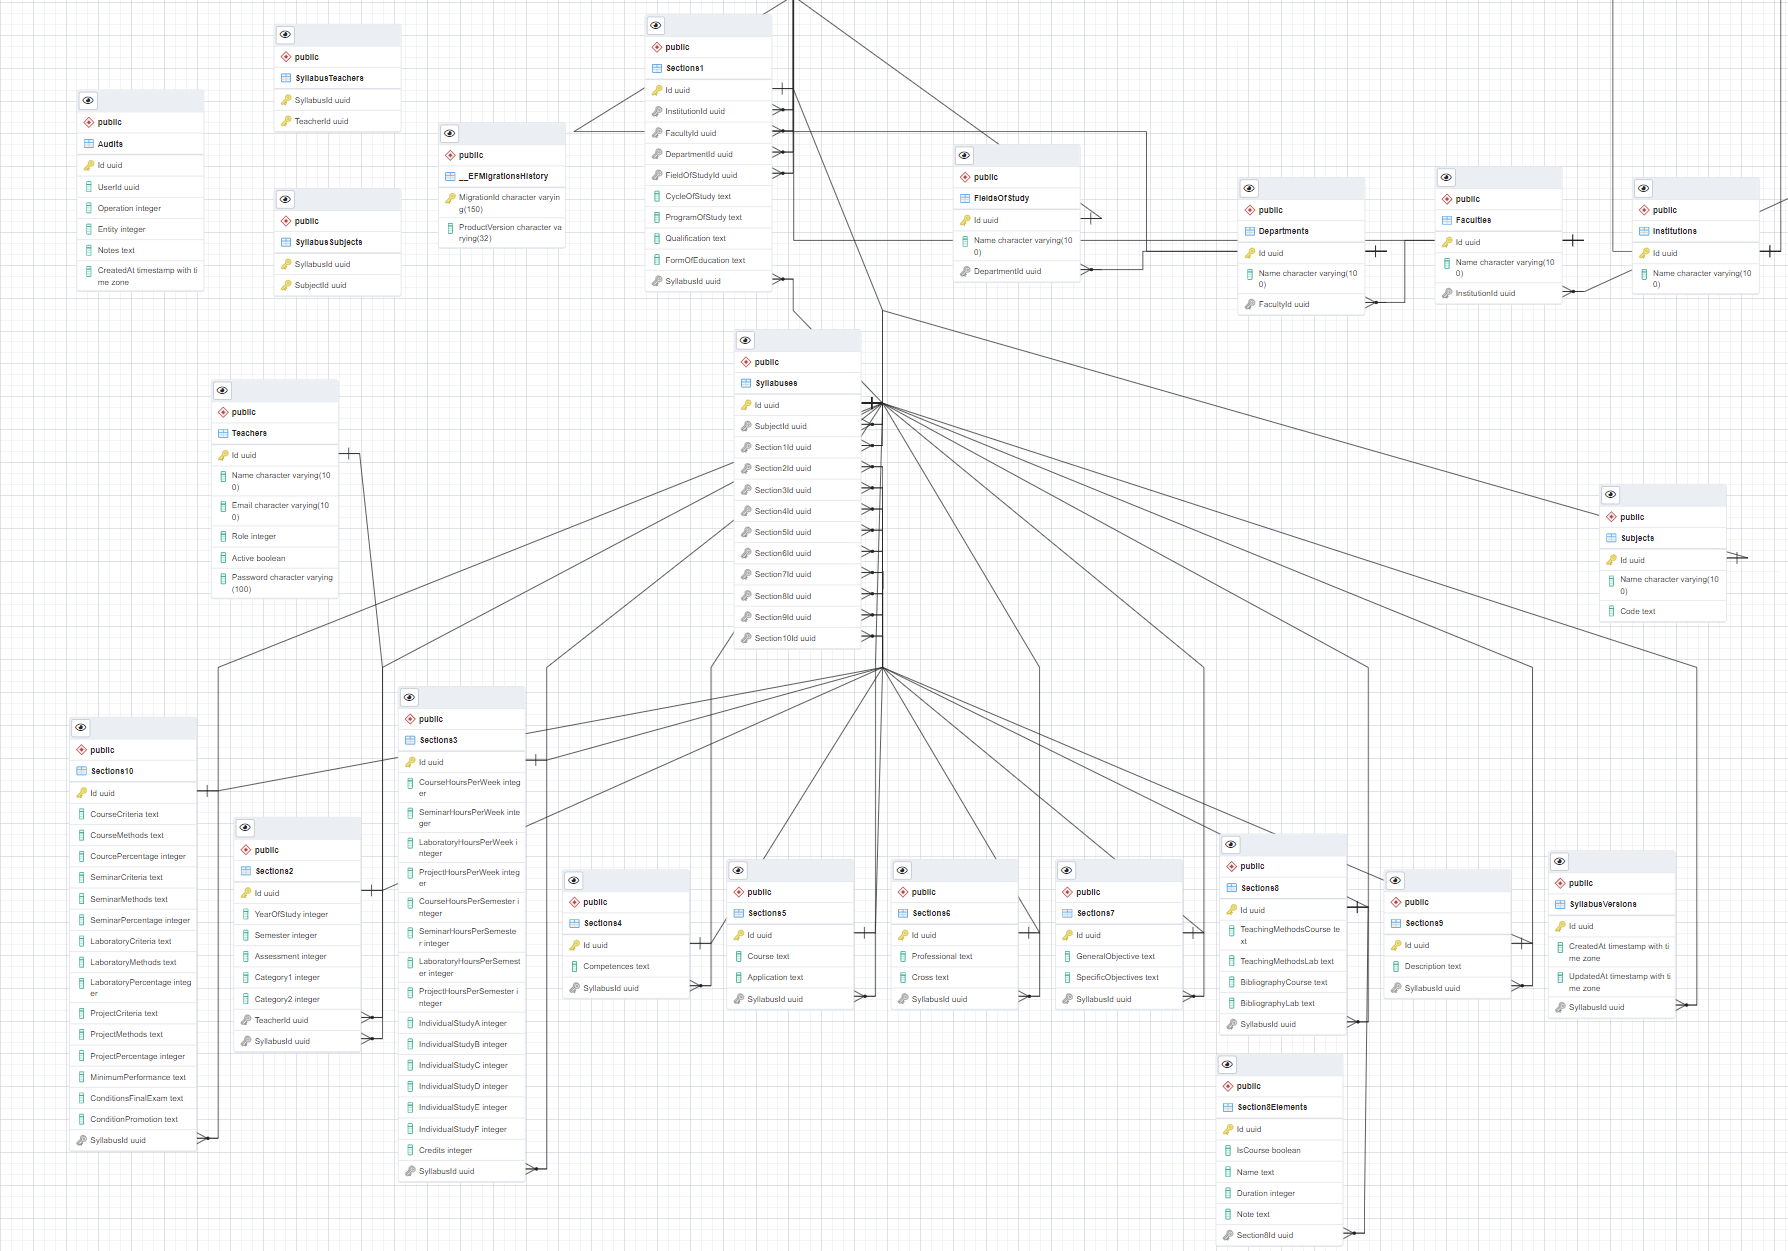 public
SyllabusTeachers
SyllabusId uuid
TeacherId uuid
public
Audits
Id uuid
UserId uuid
Operation integer
Entity integer
Notes text
CreatedAt timestamp with ti
me zone
public
SyllabusSubjects
SyllabusId uuid
SubjectId uuid
public
__EFMigrationsHistory
MigrationId character varyin
g(150)
ProductVersion character va
rying(32)
public
Sections1
Id uuid
InstitutionId uuid
FacultyId uuid
DepartmentId uuid
FieldOfStudyId uuid
CycleOfStudy text
ProgramOfStudy text
Qualification text
FormOfEducation text
SyllabusId uuid
public
FieldsOfStudy
Id uuid
Name character varying(10
0)
DepartmentId uuid
public
Departments
Id uuid
Name character varying(10
0)
FacultyId uuid
public
Faculties
Id uuid
Name character varying(10
0)
InstitutionId uuid
public
Institutions
Id uuid
Name character varying(10
0)
public
Syllabuses
Id uuid
SubjectId uuid
Section1Id uuid
Section2Id uuid
Section3Id uuid
Section4Id uuid
Section5Id uuid
Section6Id uuid
Section7Id uuid
Section8Id uuid
Section9Id uuid
Section10Id uuid
public
Teachers
Id uuid
Name character varying(10
0)
Email character varying(10
0)
Role integer
Active boolean
Password character varying
(100)
public
Subjects
Id uuid
Name character varying(10
0)
Code text
public
Sections10
Id uuid
CourseCriteria text
CourseMethods text
CourcePercentage integer
SeminarCriteria text
SeminarMethods text
SeminarPercentage integer
LaboratoryCriteria text
LaboratoryMethods text
LaboratoryPercentage integ
er
ProjectCriteria text
ProjectMethods text
ProjectPercentage integer
MinimumPerformance text
ConditionsFinalExam text
ConditionPromotion text
SyllabusId uuid
public
Sections2
Id uuid
YearOfStudy integer
Semester integer
Assessment integer
Category1 integer
Category2 integer
TeacherId uuid
SyllabusId uuid
public
Sections3
Id uuid
CourseHoursPerWeek integ
er
SeminarHoursPerWeek inte
ger
LaboratoryHoursPerWeek i
nteger
ProjectHoursPerWeek integ
er
CourseHoursPerSemester i
nteger
SeminarHoursPerSemeste
r integer
LaboratoryHoursPerSemest
er integer
ProjectHoursPerSemester i
nteger
IndividualStudyA integer
IndividualStudyB integer
IndividualStudyC integer
IndividualStudyD integer
IndividualStudyE integer
IndividualStudyF integer
Credits integer
SyllabusId uuid
public
Sections4
Id uuid
Competences text
SyllabusId uuid
public
Sections5
Id uuid
Course text
Application text
SyllabusId uuid
public
Sections6
Id uuid
Professional text
Cross text
SyllabusId uuid
public
Sections7
Id uuid
GeneralObjective text
SpecificObjectives text
SyllabusId uuid
public
Sections8
Id uuid
TeachingMethodsCourse te
xt
TeachingMethodsLab text
BibliographyCourse text
BibliographyLab text
SyllabusId uuid
public
Sections9
Id uuid
Description text
SyllabusId uuid
public
SyllabusVersions
Id uuid
CreatedAt timestamp with ti
me zone
UpdatedAt timestamp with ti
me zone
SyllabusId uuid
public
Section8Elements
Id uuid
IsCourse boolean
Name text
Duration integer
Note text
Section8Id uuid